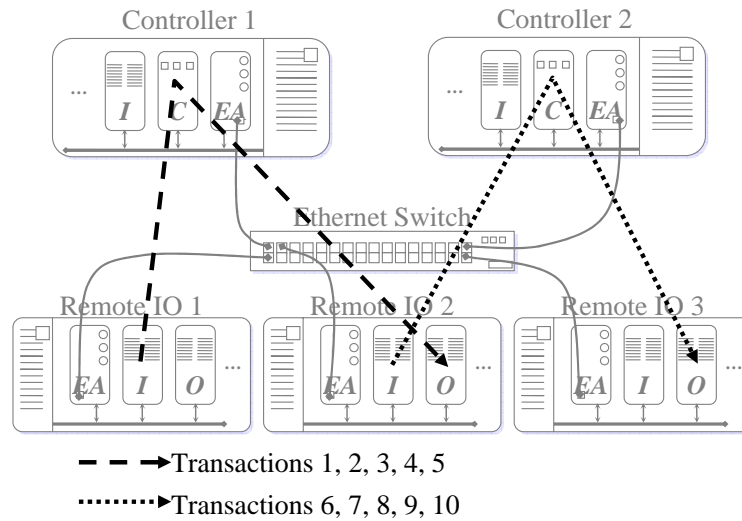 Controller 1
Controller 2
... I C EA
... I C EA
Ethernet Switch
Remote IO 1
Remote IO 2
Remote IO 3
EA I O ...
EA I O ...
EA I O ...
Transactions 1, 2, 3, 4, 5
Transactions 6, 7, 8, 9, 10